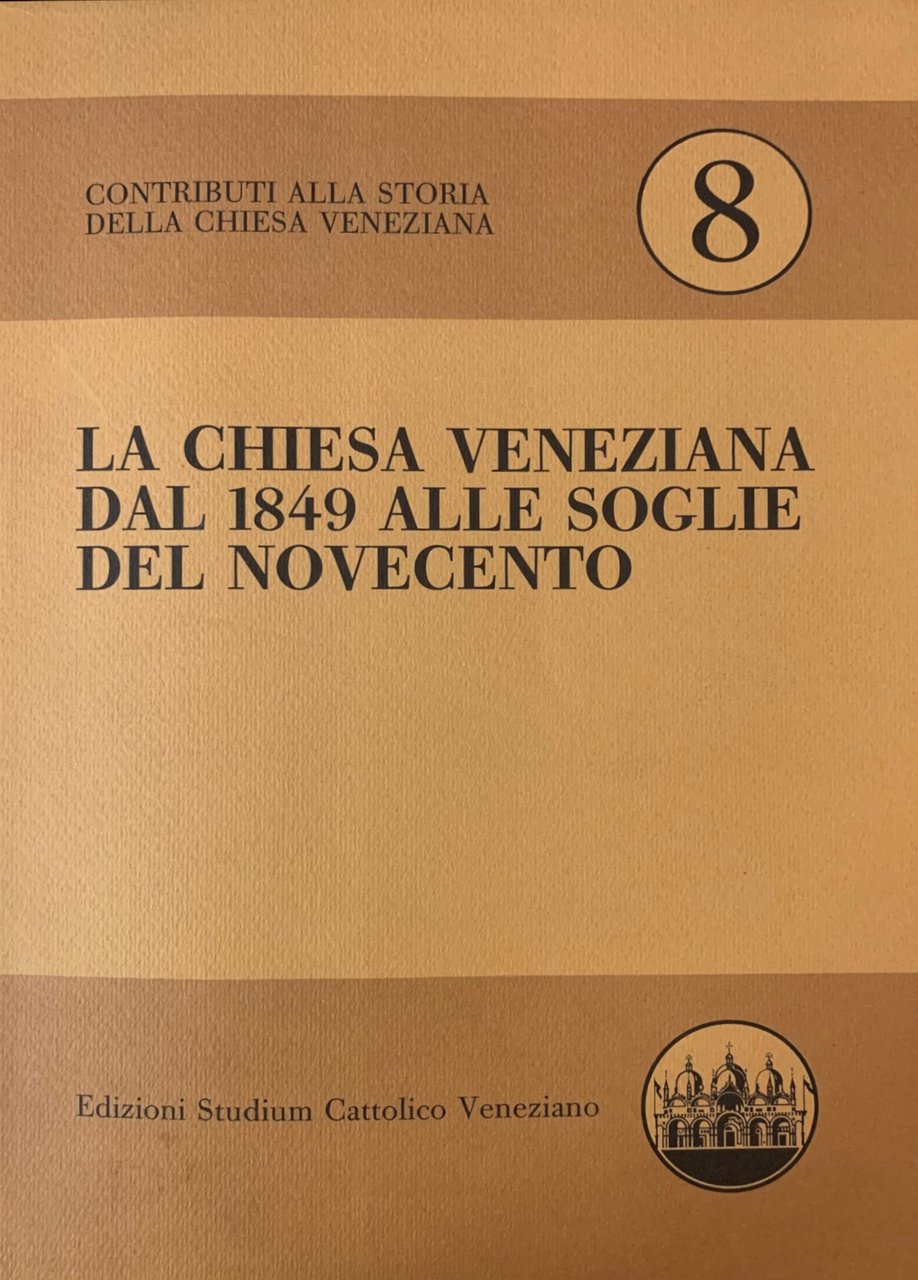 CONTRIBUTI ALLA STORIA
DELLA CHIESA VENEZIANA
8
LA CHIESA VENEZIANA
DAL 1849 ALLE SOGLIE
DEL NOVECENTO
Edizioni Studium Cattolico Veneziano